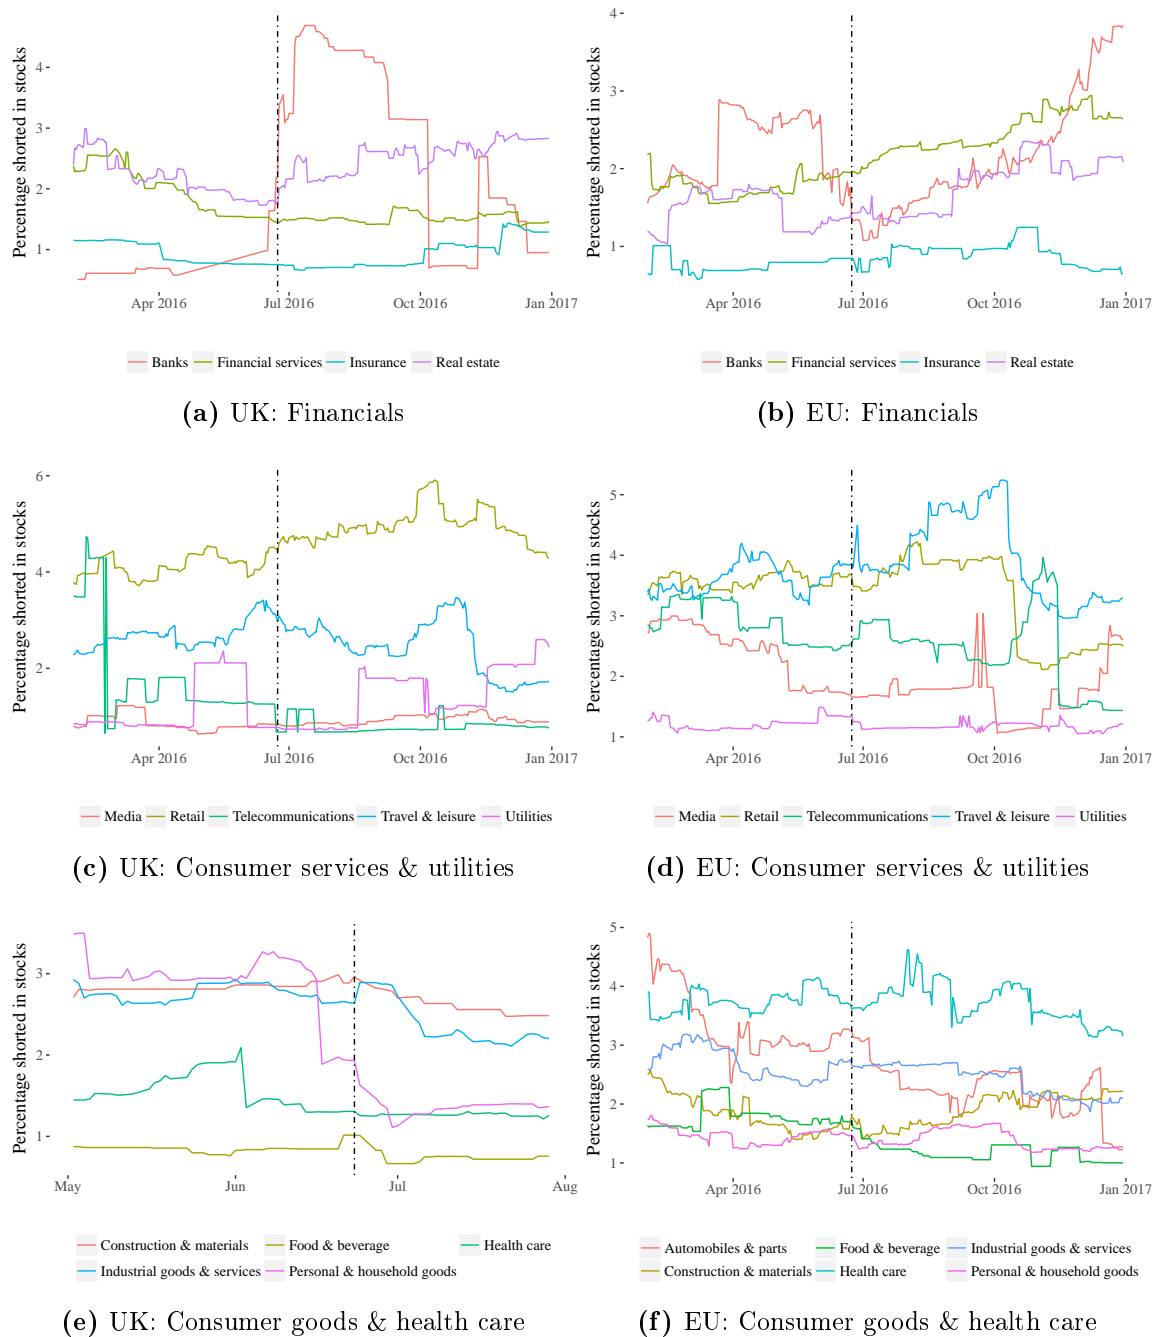 Percentage shorted in stocks
4
3
2
1
Apr 2016 Jul 2016 Oct 2016 Jan 2017
Banks Financial services Insurance Real estate
(a) UK: Financials
Percentage shorted in stocks
4
3
2
1
Apr 2016 Jul 2016 Oct 2016 Jan 2017
Banks Financial services Insurance Real estate
(b) EU: Financials
Percentage shorted in stocks
6
4
2
Apr 2016 Jul 2016 Oct 2016 Jan 2017
Media Retail Telecommunications Travel & leisure Utilities
(c) UK: Consumer services & utilities
Percentage shorted in stocks
5
4
3
2
1
Apr 2016 Jul 2016 Oct 2016 Jan 2017
Media Retail Telecommunications Travel & leisure Utilities
(d) EU: Consumer services & utilities
Percentage shorted in stocks
3
2
1
May Jun Jul Aug
Construction & materials Food & beverage Health care
Industrial goods & services Personal & household goods
(e) UK: Consumer goods & health care
Percentage shorted in stocks
5
4
3
2
1
Apr 2016 Jul 2016 Oct 2016 Jan 2017
Automobiles & parts Food & beverage Industrial goods & services
Construction & materials Health care Personal & household goods
(f) EU: Consumer goods & health care